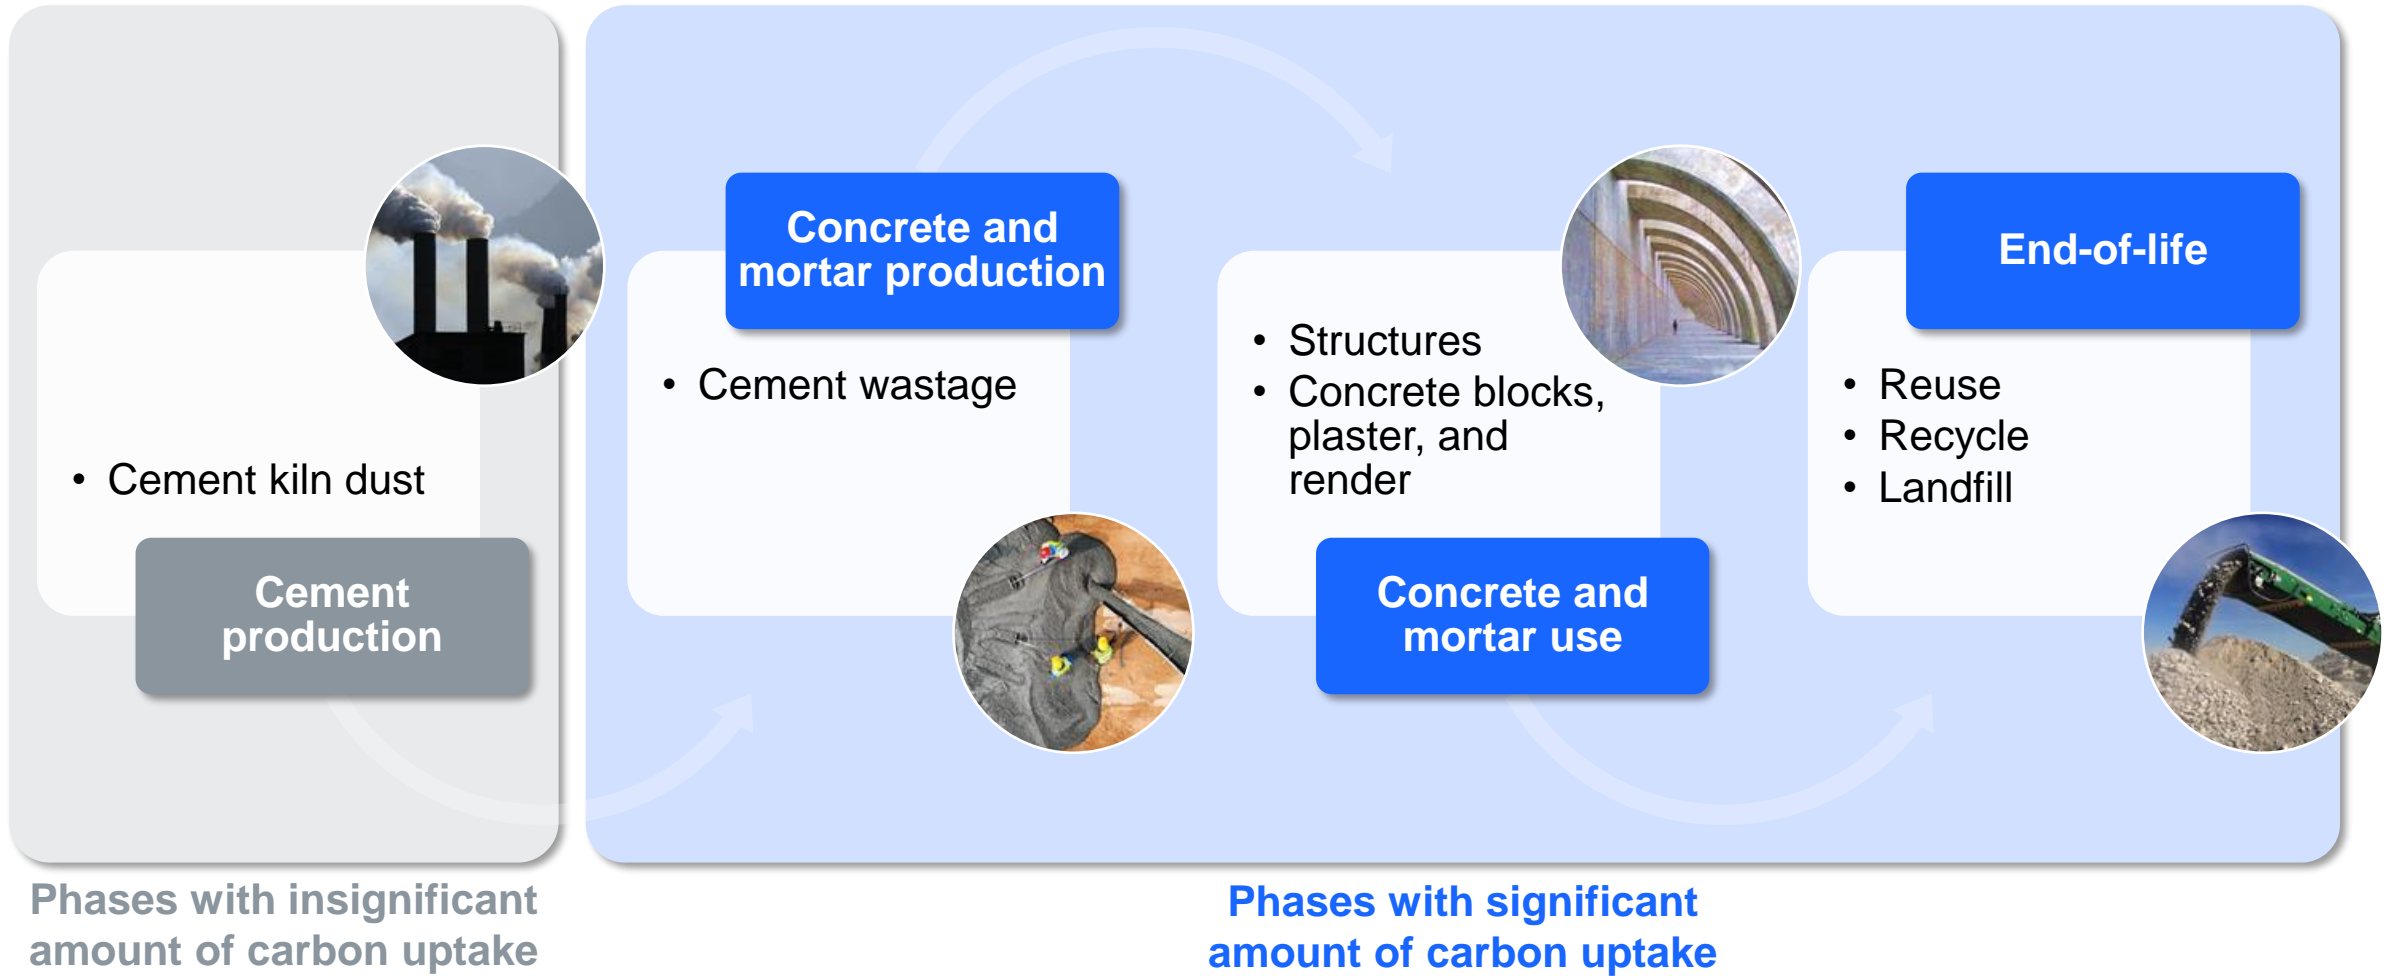 • Cement kiln dust
Cement
production
Concrete and
mortar production
• Cement wastage
• Structures
• Concrete blocks,
plaster, and
render
Concrete and
mortar use
End-of-life
• Reuse
• Recycle
• Landfill
Phases with insignificant
amount of carbon uptake
Phases with significant
amount of carbon uptake